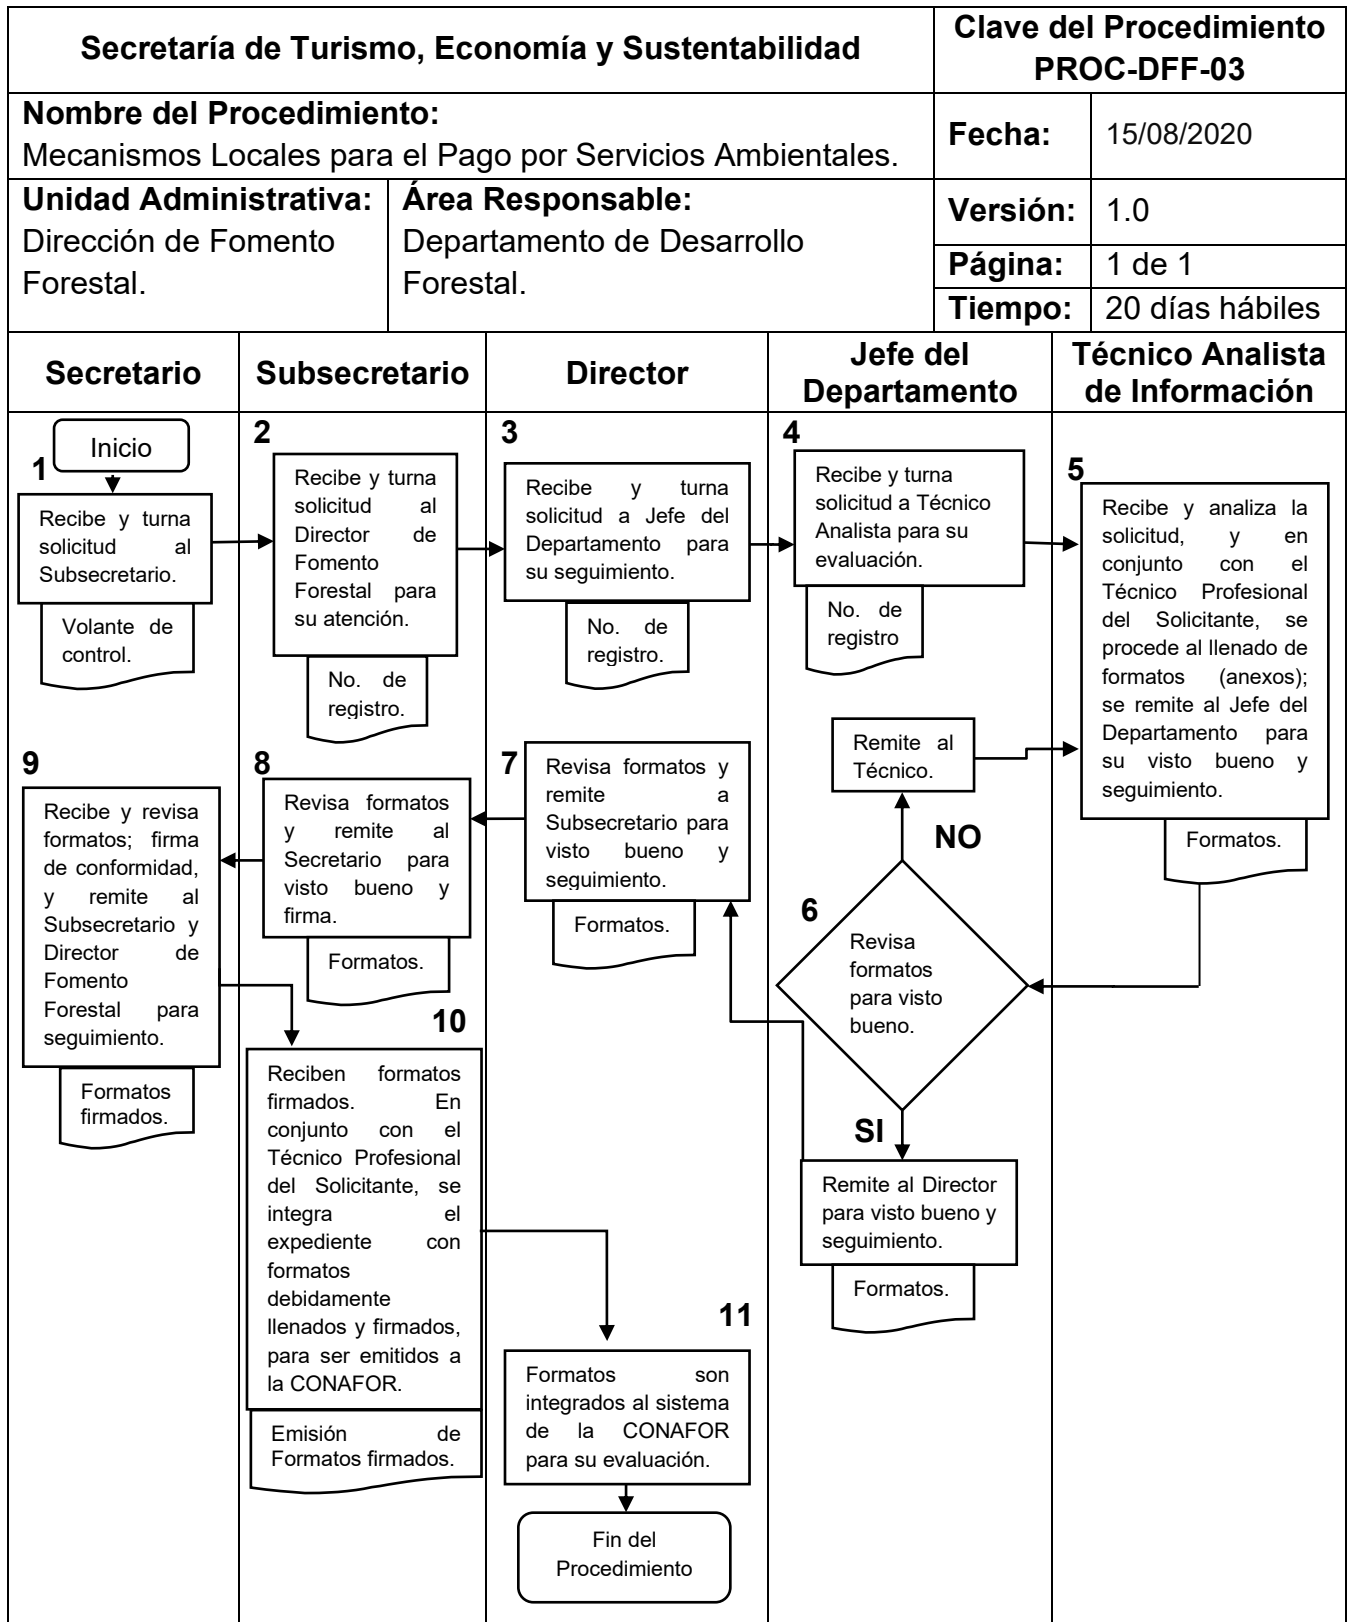 Secretaría de Turismo, Economía y Sustentabilidad
Clave del Procedimiento
PROC-DFF-03
Nombre del Procedimiento:
Mecanismos Locales para el Pago por Servicios Ambientales.
Fecha:
15/08/2020
Unidad Administrativa:
Dirección de Fomento
Forestal.
Área Responsable:
Departamento de Desarrollo
Forestal.
Versión:
1.0
Página:
1 de 1
Tiempo:
20 días hábiles
Secretario
Subsecretario
Director
Jefe del
Departamento
Técnico Analista
de Información
Inicio
1
Recibe y turna
solicitud al
Subsecretario.
Volante de
control.
2
Recibe y turna
solicitud al
Director de
Fomento
Forestal para
su atención.
No. de
registro.
3
Recibe y turna
solicitud a Jefe del
Departamento para
su seguimiento.
No. de
registro.
4
Recibe y turna
solicitud a Técnico
Analista para su
evaluación.
No. de
registro
5
Recibe y analiza la
solicitud, y en
conjunto con el
Técnico Profesional
del Solicitante, se
procede al llenado de
formatos (anexos);
se remite al Jefe del
Departamento para
su visto bueno y
seguimiento.
Formatos.
Remite al
Técnico.
NO
6
Revisa
formatos
para visto
bueno.
SI
Remite al Director
para visto bueno y
seguimiento.
Formatos.
7
Revisa formatos y
remite a
Subsecretario para
visto bueno y
seguimiento.
Formatos.
8
Revisa formatos
y remite al
Secretario para
visto bueno y
firma.
Formatos.
9
Recibe y revisa
formatos; firma
de conformidad,
y remite al
Subsecretario y
Director de
Fomento
Forestal para
seguimiento.
Formatos
firmados.
10
Reciben formatos
firmados. En
conjunto con el
Técnico Profesional
del Solicitante, se
integra el
expediente con
formatos
debidamente
llenados y firmados,
para ser emitidos a
la CONAFOR.
Emisión de
Formatos firmados.
11
Formatos son
integrados al sistema
de la CONAFOR
para su evaluación.
Fin del
Procedimiento